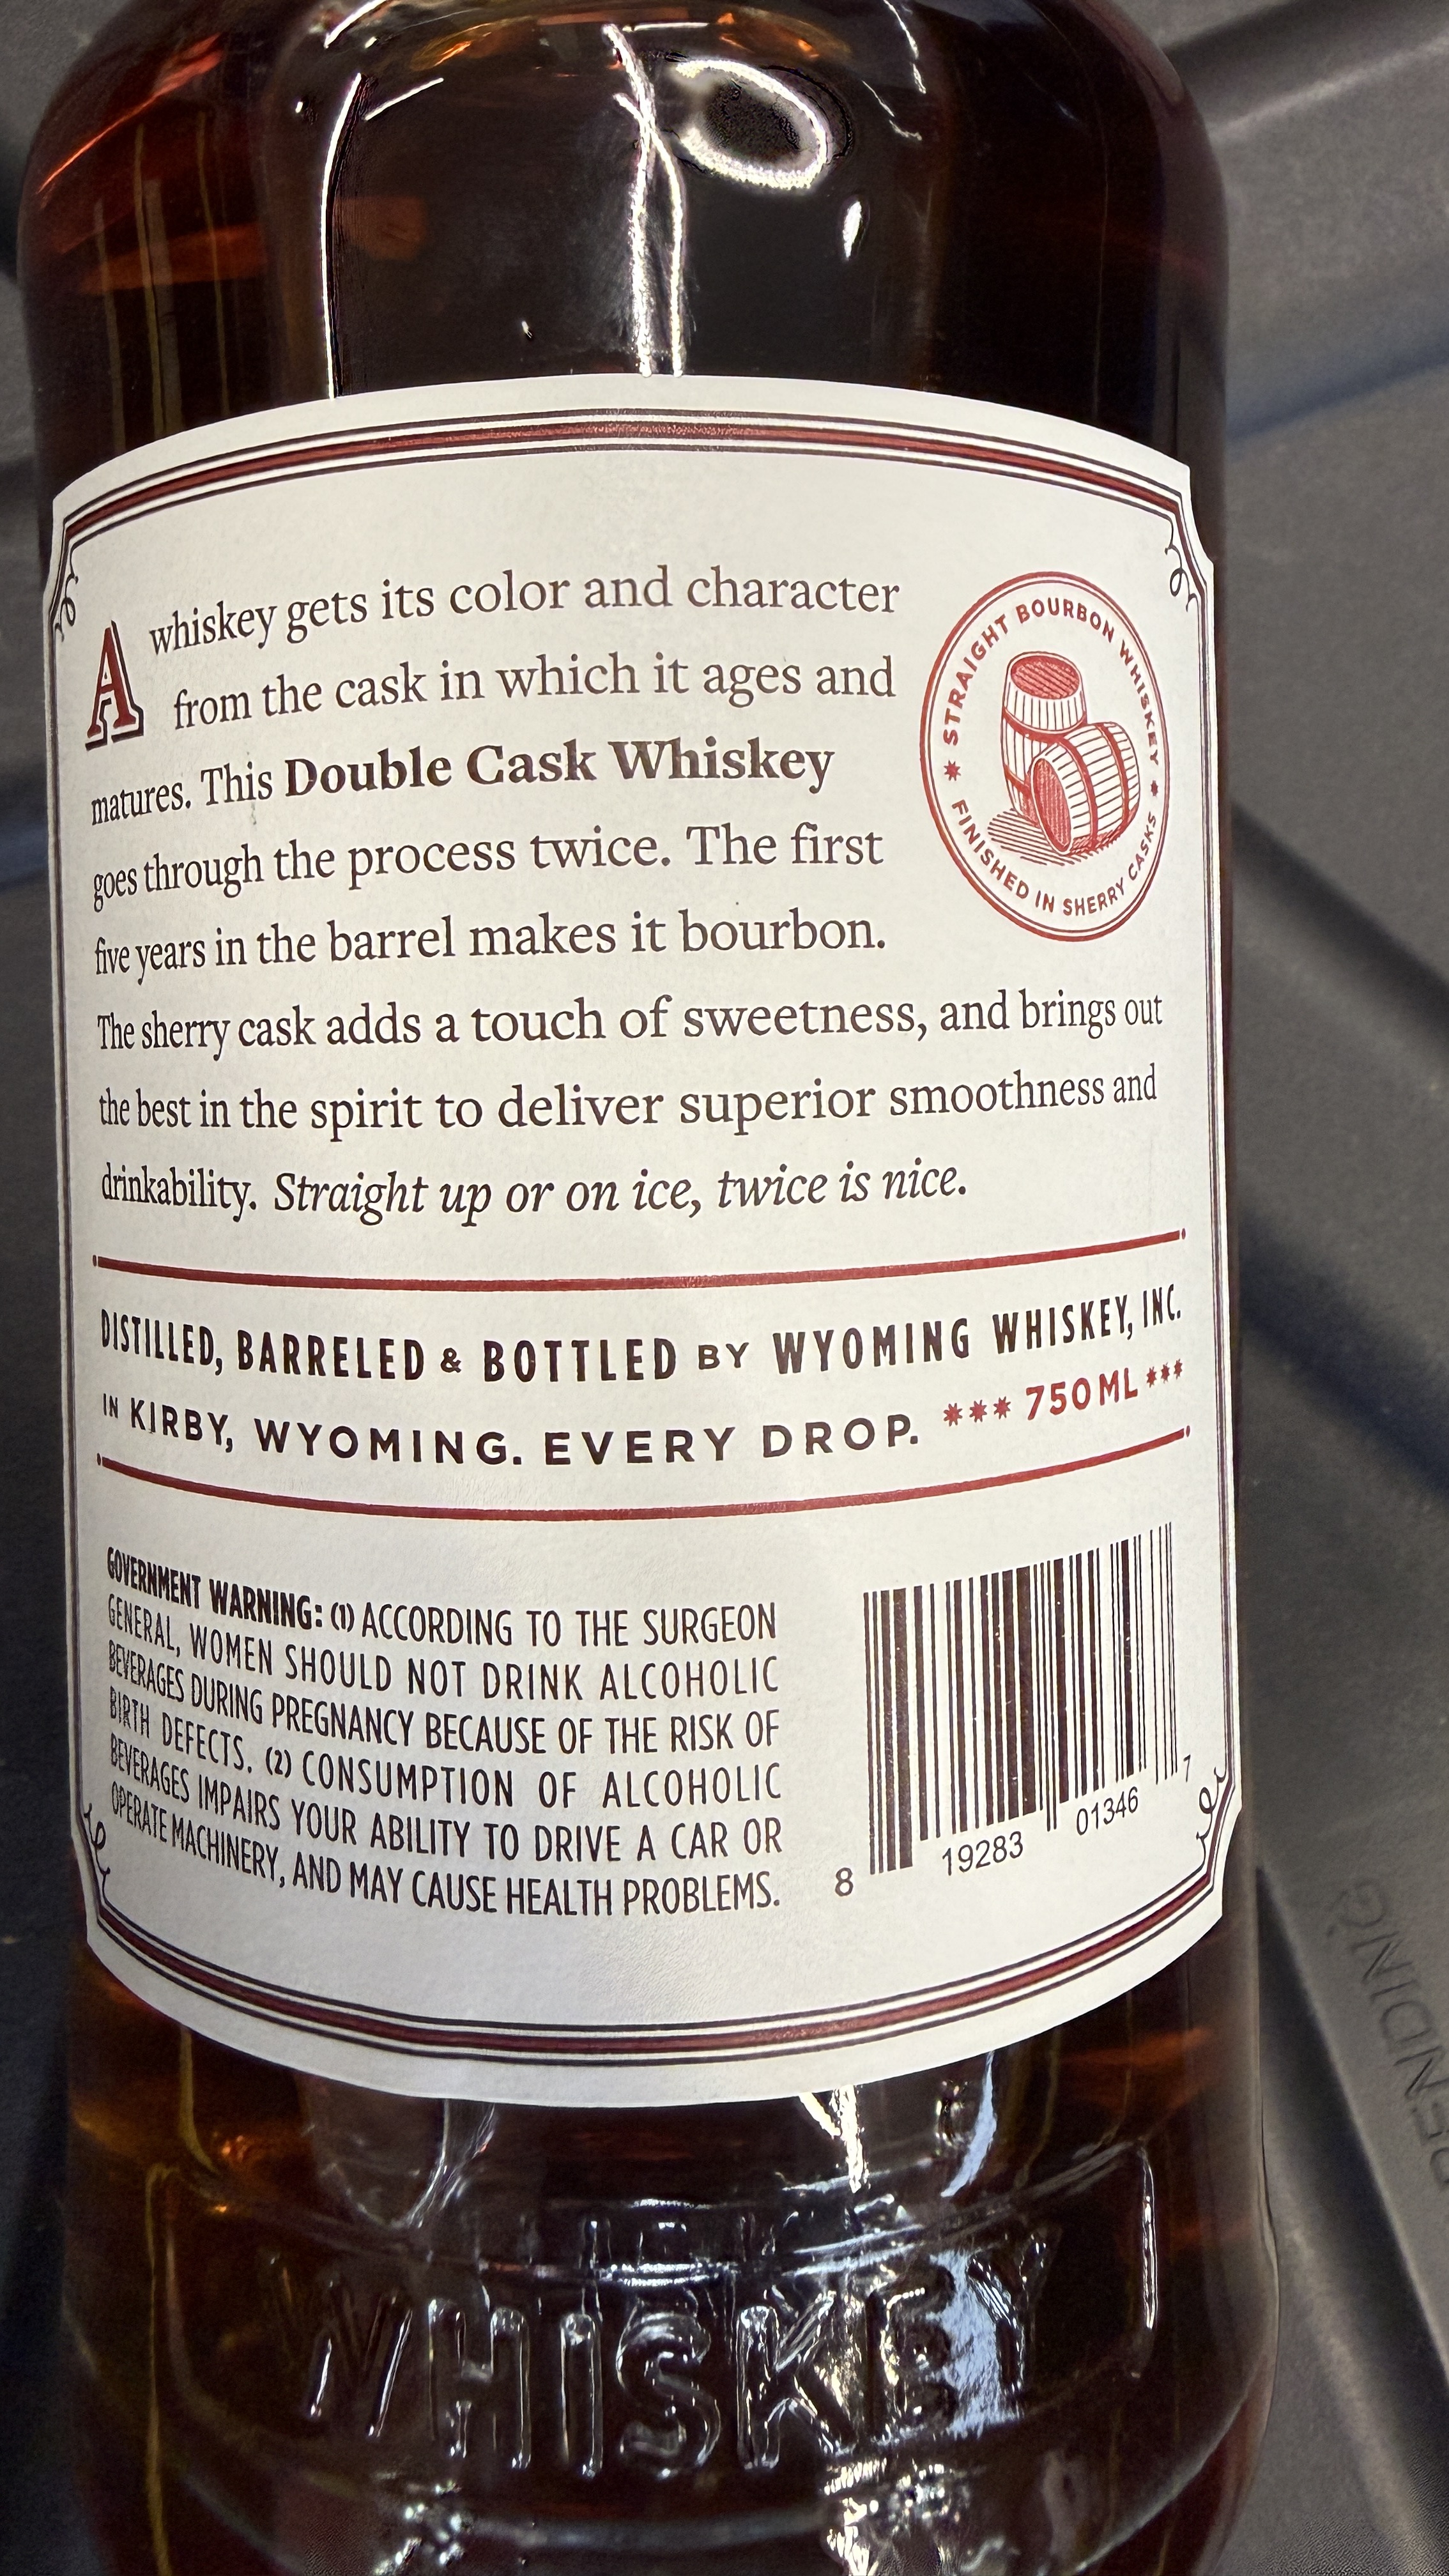 A whiskey gets its color and character
from the cask in which it ages and
matures. This Double Cask Whiskey
goes through the process twice. The first
five years in the barrel makes it bourbon.
The sherry cask adds a touch of sweetness, and brings out
the best in the spirit to deliver superior smoothness and
drinkability. Straight up or on ice, twice is nice.
STRAIGHT BOURBON WHISKEY
FINISHED IN SHERRY CASKS
DISTILLED, BARRELED & BOTTLED BY WYOMING WHISKEY, INC.
IN KIRBY, WYOMING. EVERY DROP. *** 750ML ***
GOVERNMENT WARNING: (1) ACCORDING TO THE SURGEON
GENERAL, WOMEN SHOULD NOT DRINK ALCOHOLIC
BEVERAGES DURING PREGNANCY BECAUSE OF THE RISK OF
BIRTH DEFECTS. (2) CONSUMPTION OF ALCOHOLIC
BEVERAGES IMPAIRS YOUR ABILITY TO DRIVE A CAR OR
OPERATE MACHINERY, AND MAY CAUSE HEALTH PROBLEMS.
8 19283 01346 7
WHISKEY